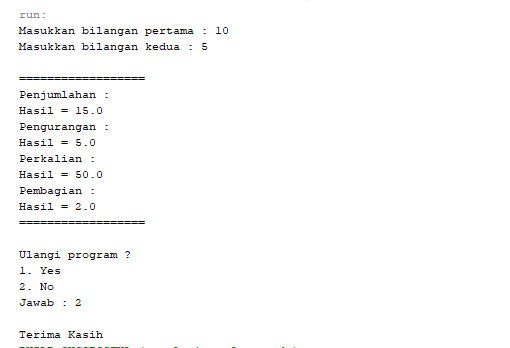 run:
Masukkan bilangan pertama : 10
Masukkan bilangan kedua : 5
==================
Penjumlahan :
Hasil = 15.0
Pengurangan :
Hasil = 5.0
Perkalian :
Hasil = 50.0
Pembagian :
Hasil = 2.0
==================
Ulangi program ?
1. Yes
2. No
Jawab : 2
Terima Kasih